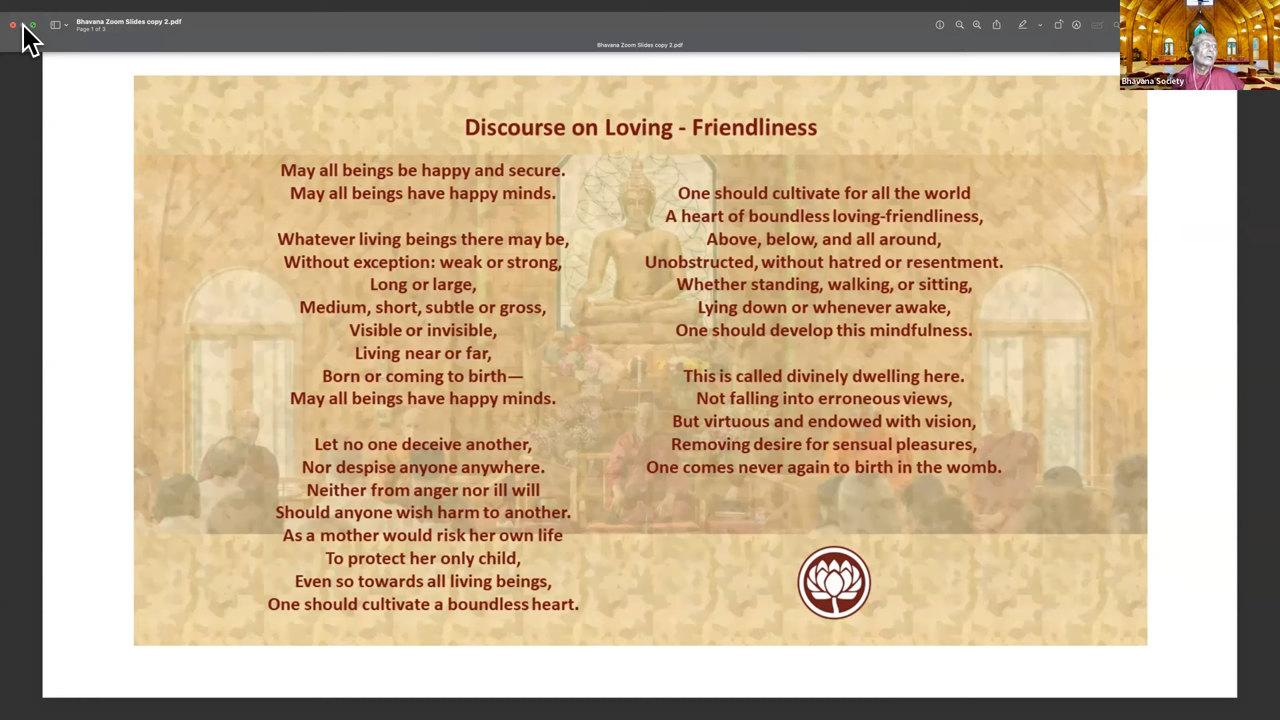 Bhavana Zoom Slides copy 2.pdf
Page 1 of 3
Bhavana Zoom Slides copy 2.pdf
Bhavana Society
Discourse on Loving - Friendliness
May all beings be happy and secure.
May all beings have happy minds.
Whatever living beings there may be,
Without exception: weak or strong,
Long or large,
Medium, short, subtle or gross,
Visible or invisible,
Living near or far,
Born or coming to birth—
May all beings have happy minds.
Let no one deceive another,
Nor despise anyone anywhere.
Neither from anger nor ill will
Should anyone wish harm to another.
As a mother would risk her own life
To protect her only child,
Even so towards all living beings,
One should cultivate a boundless heart.
One should cultivate for all the world
A heart of boundless loving-friendliness,
Above, below, and all around,
Unobstructed, without hatred or resentment.
Whether standing, walking, or sitting,
Lying down or whenever awake,
One should develop this mindfulness.
This is called divinely dwelling here.
Not falling into erroneous views,
But virtuous and endowed with vision,
Removing desire for sensual pleasures,
One comes never again to birth in the womb.